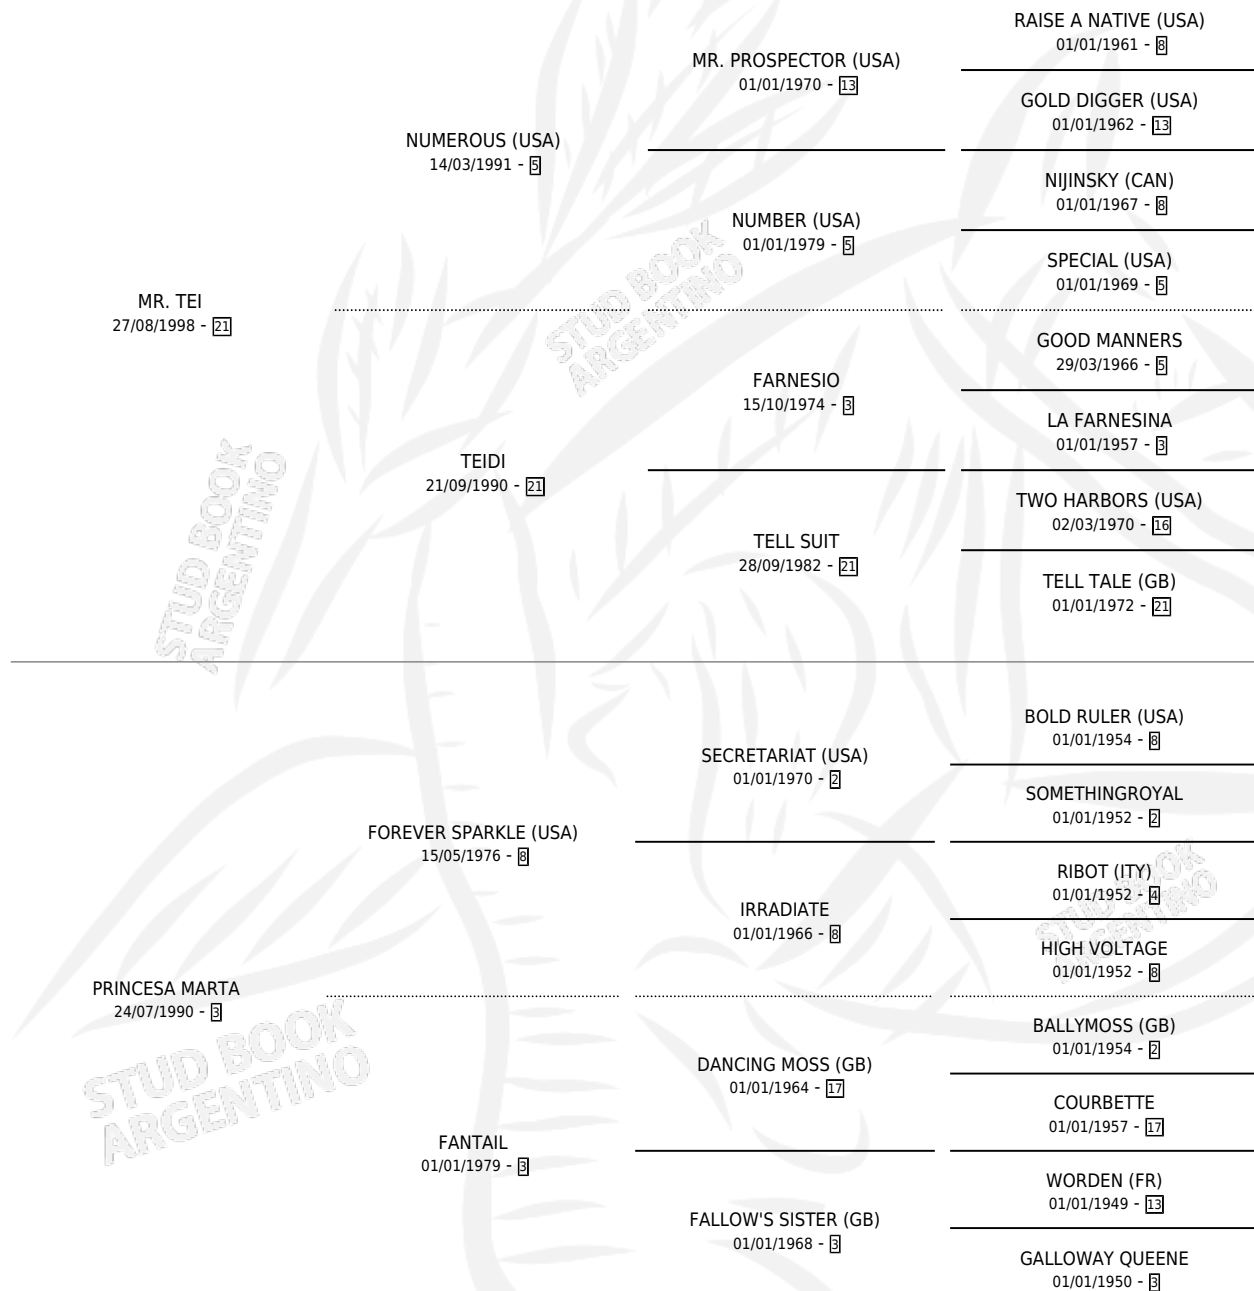 RAISE A NATIVE (USA)
01/01/1961 - 8
MR. PROSPECTOR (USA)
01/01/1970 - 13
GOLD DIGGER (USA)
01/01/1962 - 13
NUMEROUS (USA)
14/03/1991 - 5
NIJINSKY (CAN)
01/01/1967 - 8
NUMBER (USA)
01/01/1979 - 5
SPECIAL (USA)
01/01/1969 - 5
MR. TEI
27/08/1998 - 21
GOOD MANNERS
29/03/1966 - 5
FARNESIO
15/10/1974 - 3
LA FARNESINA
01/01/1957 - 3
TEIDI
21/09/1990 - 21
TWO HARBORS (USA)
02/03/1970 - 16
TELL SUIT
28/09/1982 - 21
TELL TALE (GB)
01/01/1972 - 21
BOLD RULER (USA)
01/01/1954 - 8
SECRETARIAT (USA)
01/01/1970 - 2
SOMETHINGROYAL
01/01/1952 - 2
FOREVER SPARKLE (USA)
15/05/1976 - 8
RIBOT (ITY)
01/01/1952 - 4
IRRADIATE
01/01/1966 - 8
HIGH VOLTAGE
01/01/1952 - 8
PRINCESA MARTA
24/07/1990 - 3
BALLYMOSS (GB)
01/01/1954 - 2
DANCING MOSS (GB)
01/01/1964 - 17
COURBETTE
01/01/1957 - 17
FANTAIL
01/01/1979 - 3
WORDEN (FR)
01/01/1949 - 13
FALLOW'S SISTER (GB)
01/01/1968 - 3
GALLOWAY QUEENE
01/01/1950 - 3
STUD BOOK
ARGENTINO
STUD BOOK
ARGENTINO
STUD BOOK
ARGENTINO
STUD BOOK
ARGENTINO